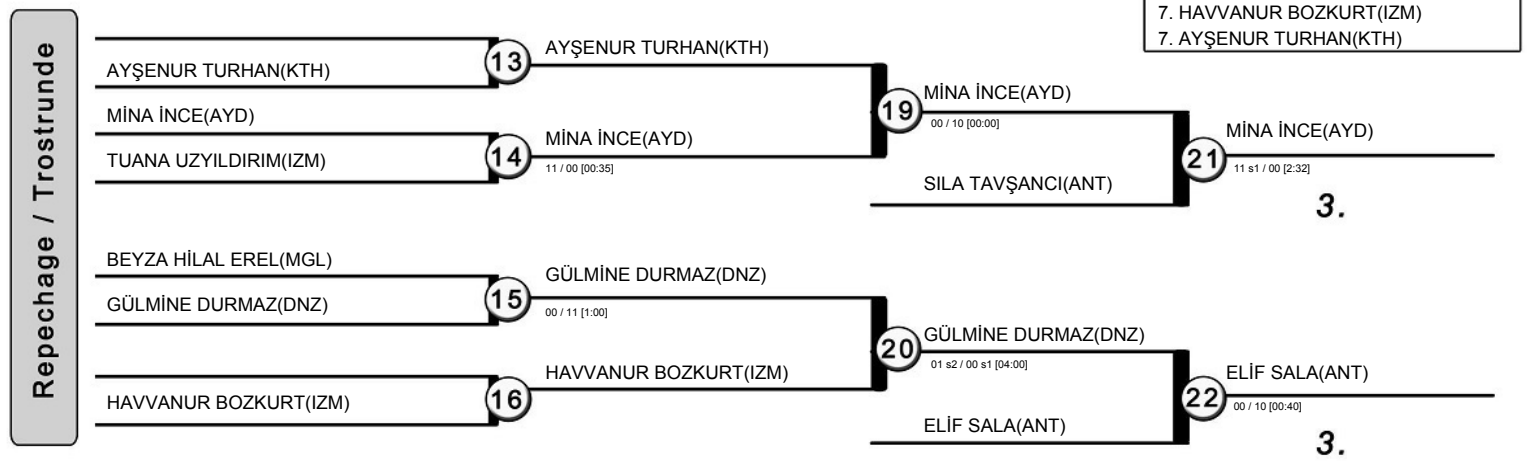 Repechage / Trostrunde
7. HAVVANUR BOZKURT(IZM)
7. AYŞENUR TURHAN(KTH)
AYŞENUR TURHAN(KTH)
13
AYŞENUR TURHAN(KTH)
MİNA İNCE(AYD)
TUANA UZYILDIRIM(IZM)
14
MİNA İNCE(AYD)
11 / 00 [00:35]
19
MİNA İNCE(AYD)
00 / 10 [00:00]
SILA TAVŞANCI(ANT)
21
MİNA İNCE(AYD)
11 s1 / 00 [2:32]
3.
BEYZA HİLAL EREL(MGL)
GÜLMİNE DURMAZ(DNZ)
15
GÜLMİNE DURMAZ(DNZ)
00 / 11 [1:00]
HAVVANUR BOZKURT(IZM)
16
HAVVANUR BOZKURT(IZM)
20
GÜLMİNE DURMAZ(DNZ)
01 s2 / 00 s1 [04:00]
ELİF SALA(ANT)
22
ELİF SALA(ANT)
00 / 10 [00:40]
3.